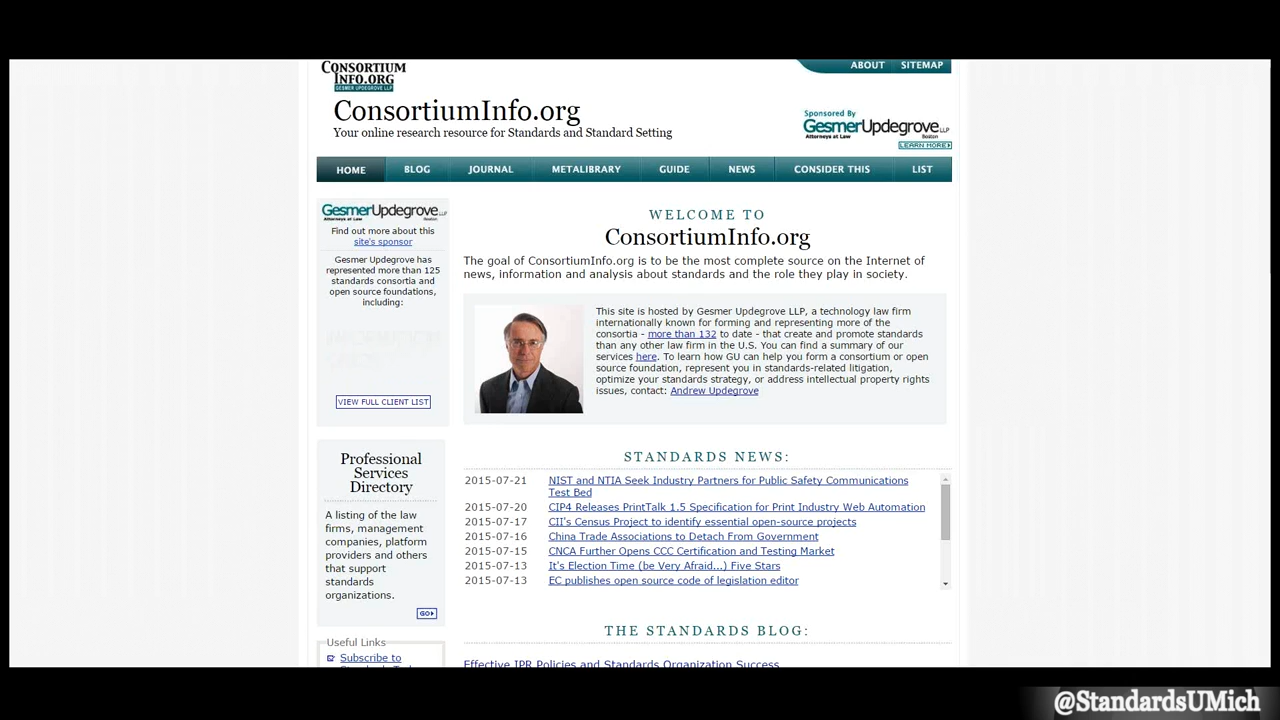 CONSORTIUM
INFO.ORG
GESMER UPDEGROVE LLP
ABOUT SITEMAP
ConsortiumInfo.org
Your online research resource for Standards and Standard Setting
Sponsored By
GesmerUpdegrove LLP
Attorneys at Law Boston
LEARN MORE
HOME BLOG JOURNAL METALIBRARY GUIDE NEWS CONSIDER THIS LIST
GesmerUpdegrove LLP
Attorneys at Law Boston
Find out more about this
site's sponsor
Gesmer Updegrove has
represented more than 125
standards consortia and
open source foundations,
including:
VIEW FULL CLIENT LIST
Professional
Services
Directory
A listing of the law
firms, management
companies, platform
providers and others
that support
standards
organizations.
GO
Useful Links
Subscribe to
WELCOME TO
ConsortiumInfo.org
The goal of ConsortiumInfo.org is to be the most complete source on the Internet of
news, information and analysis about standards and the role they play in society.
This site is hosted by Gesmer Updegrove LLP, a technology law firm
internationally known for forming and representing more of the
consortia - more than 132 to date - that create and promote standards
than any other law firm in the U.S. You can find a summary of our
services here. To learn how GU can help you form a consortium or open
source foundation, represent you in standards-related litigation,
optimize your standards strategy, or address intellectual property rights
issues, contact: Andrew Updegrove
STANDARDS NEWS:
2015-07-21 NIST and NTIA Seek Industry Partners for Public Safety Communications
Test Bed
2015-07-20 CIP4 Releases PrintTalk 1.5 Specification for Print Industry Web Automation
2015-07-17 CII's Census Project to identify essential open-source projects
2015-07-16 China Trade Associations to Detach From Government
2015-07-15 CNCA Further Opens CCC Certification and Testing Market
2015-07-13 It's Election Time (be Very Afraid...) Five Stars
2015-07-13 EC publishes open source code of legislation editor
THE STANDARDS BLOG:
Effective IPR Policies and Standards Organization Success
@StandardsUMich